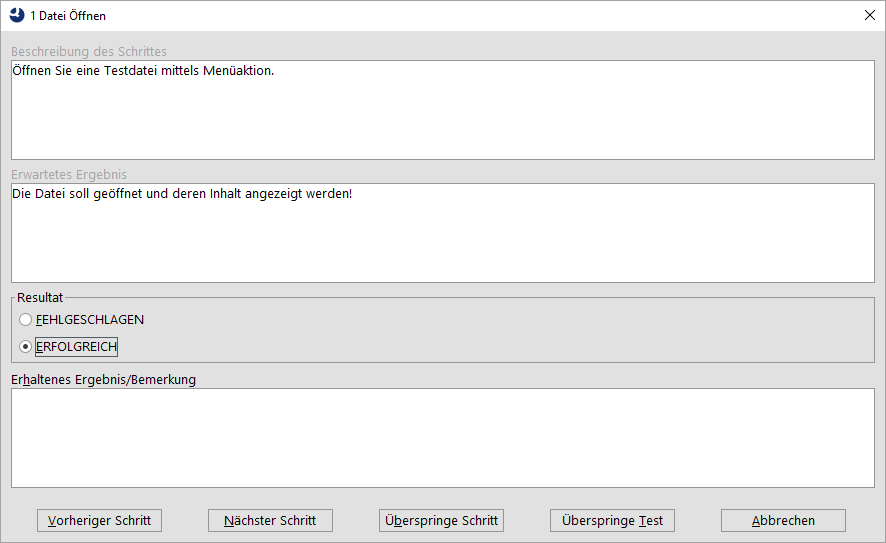 1 Datei Öffnen
Beschreibung des Schrittes
Öffnen Sie eine Testdatei mittels Menüaktion.
Erwartetes Ergebnis
Die Datei soll geöffnet und deren Inhalt angezeigt werden!
Resultat
FEHLGESCHLAGEN
ERFOLGREICH
Erhaltenes Ergebnis/Bemerkung
Vorheriger Schritt Nächster Schritt Überspringe Schritt Überspringe Test Abbrechen